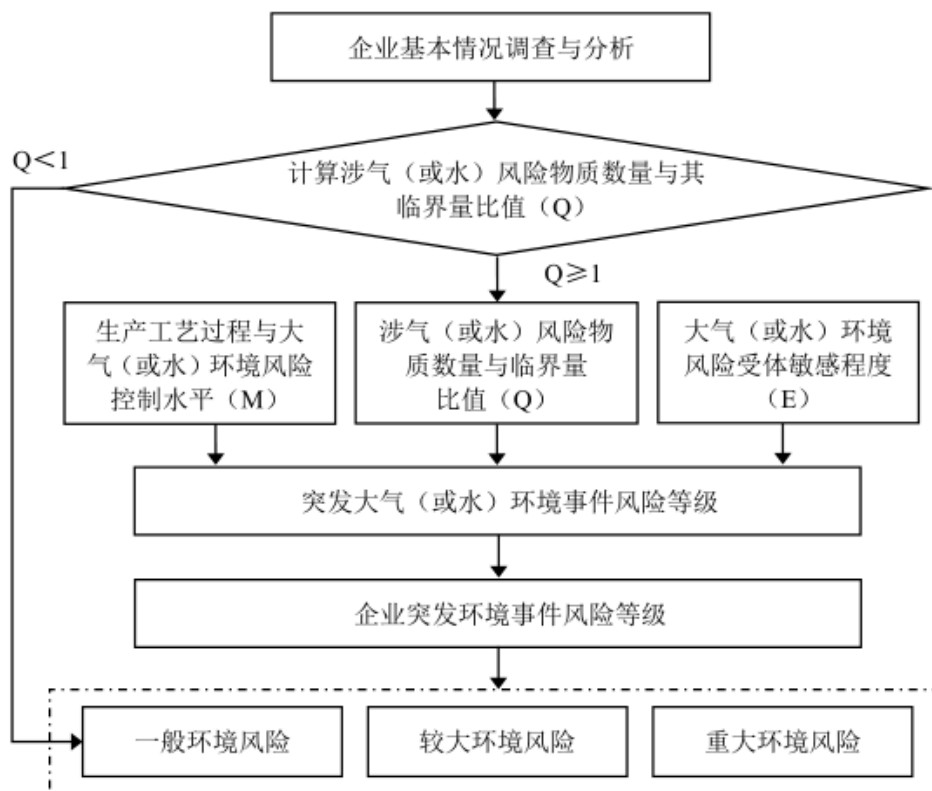 企业基本情况调查与分析
Q＜1
计算涉气（或水）风险物质数量与其
临界量比值（Q）
Q≥1
生产工艺过程与大
气（或水）环境风险
控制水平（M）
涉气（或水）风险物
质数量与临界量
比值（Q）
大气（或水）环境
风险受体敏感程度
（E）
突发大气（或水）环境事件风险等级
企业突发环境事件风险等级
一般环境风险
较大环境风险
重大环境风险